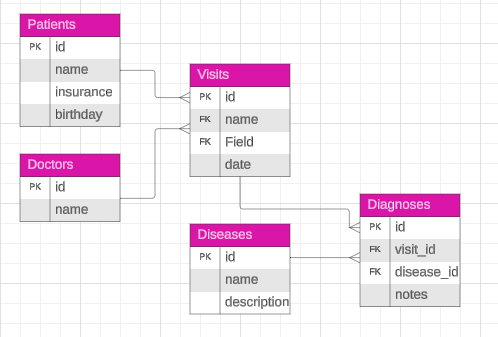 Patients
PK id
name
insurance
birthday
Doctors
PK id
name
Visits
PK id
FK name
FK Field
date
Diseases
PK id
name
description
Diagnoses
PK id
FK visit_id
FK disease_id
notes